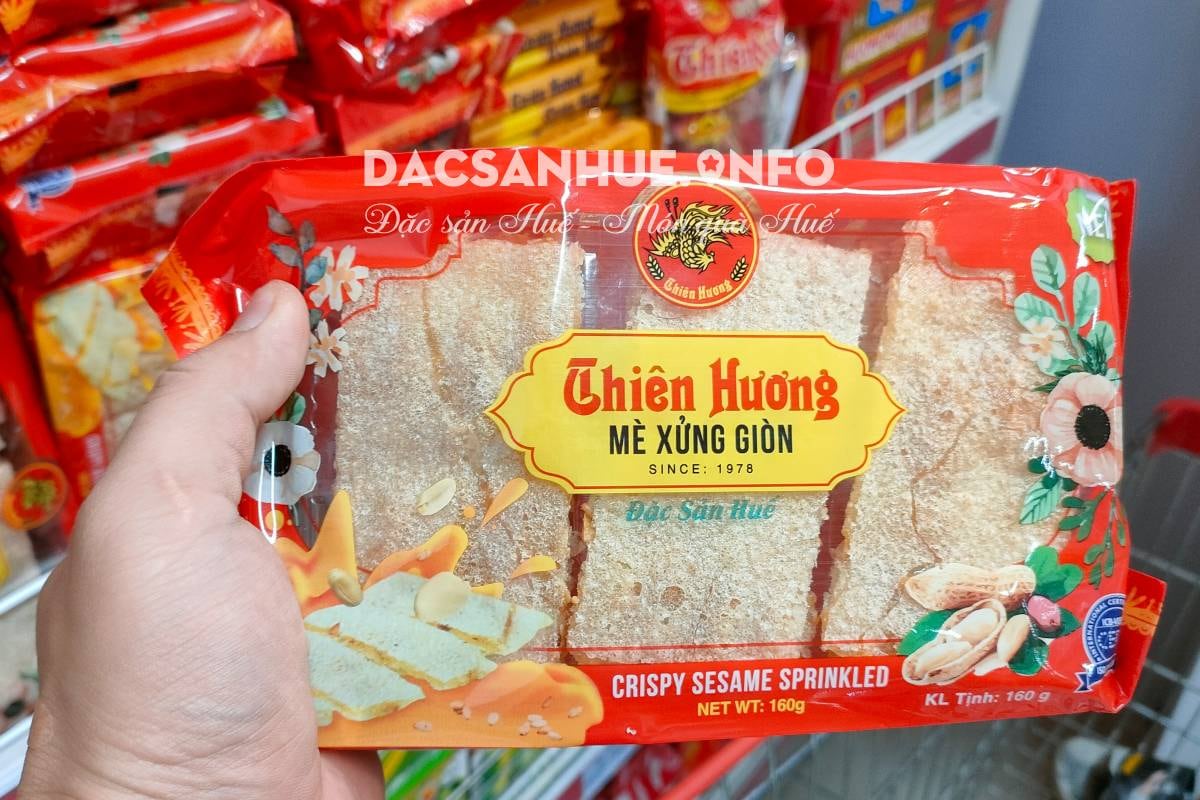 DACSANHUE.INFO
Đặc sản Huế - Món quà Huế
Thiên Hương
Thiên Hương
MÈ XỬNG GIÒN
SINCE: 1978
Đặc Sản Huế
CRISPY SESAME SPRINKLED
NET WT: 160g
KL Tịnh: 160 g